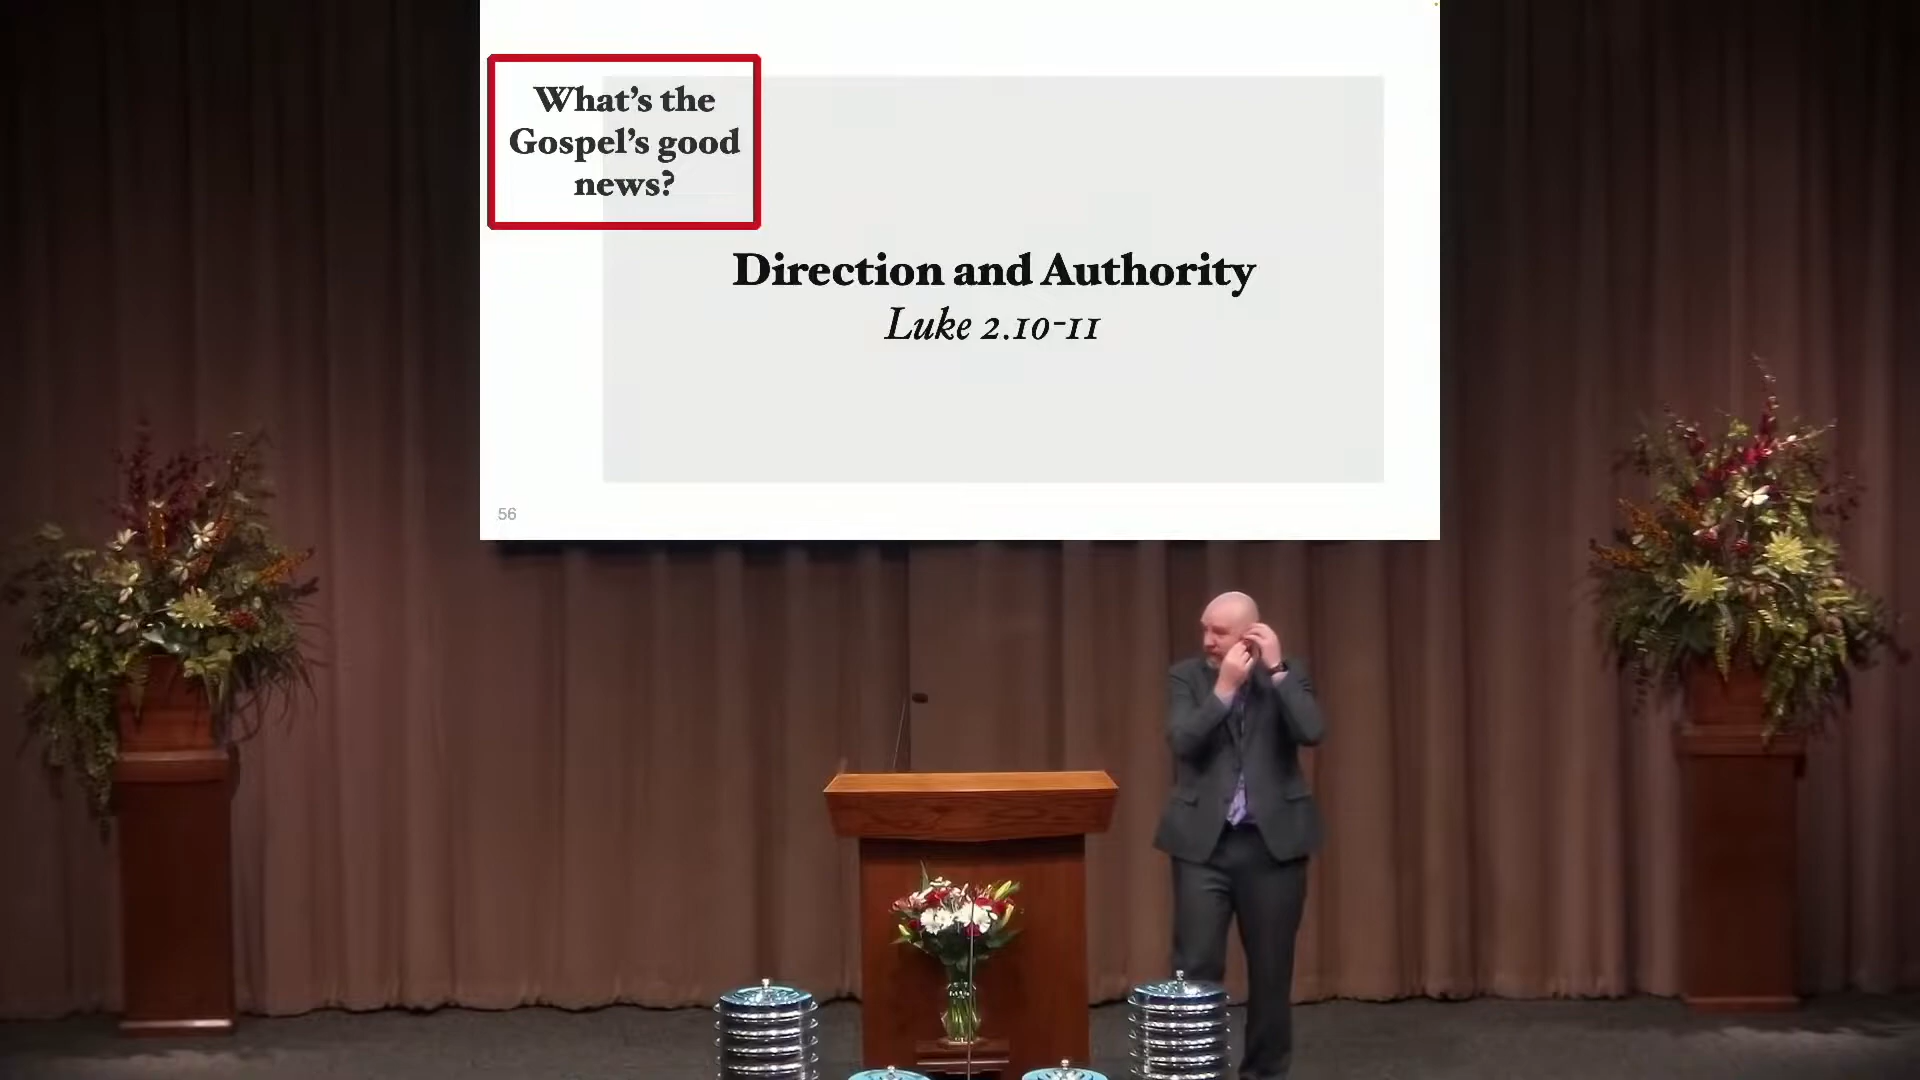 What's the
Gospel's good
news?
Direction and Authority
Luke 2.10-11
56